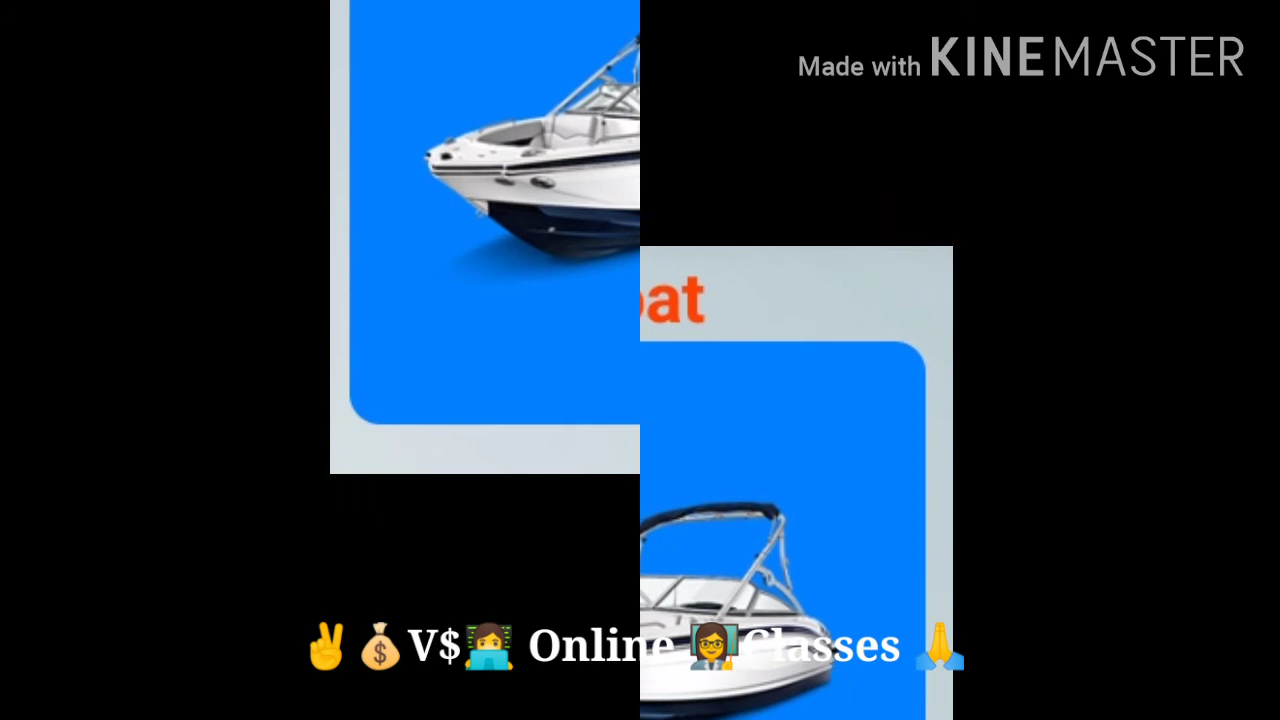 Made with KINEMASTER
oat
✌️💰V$👩‍💻 Online 👩‍🏫Classes 🙏